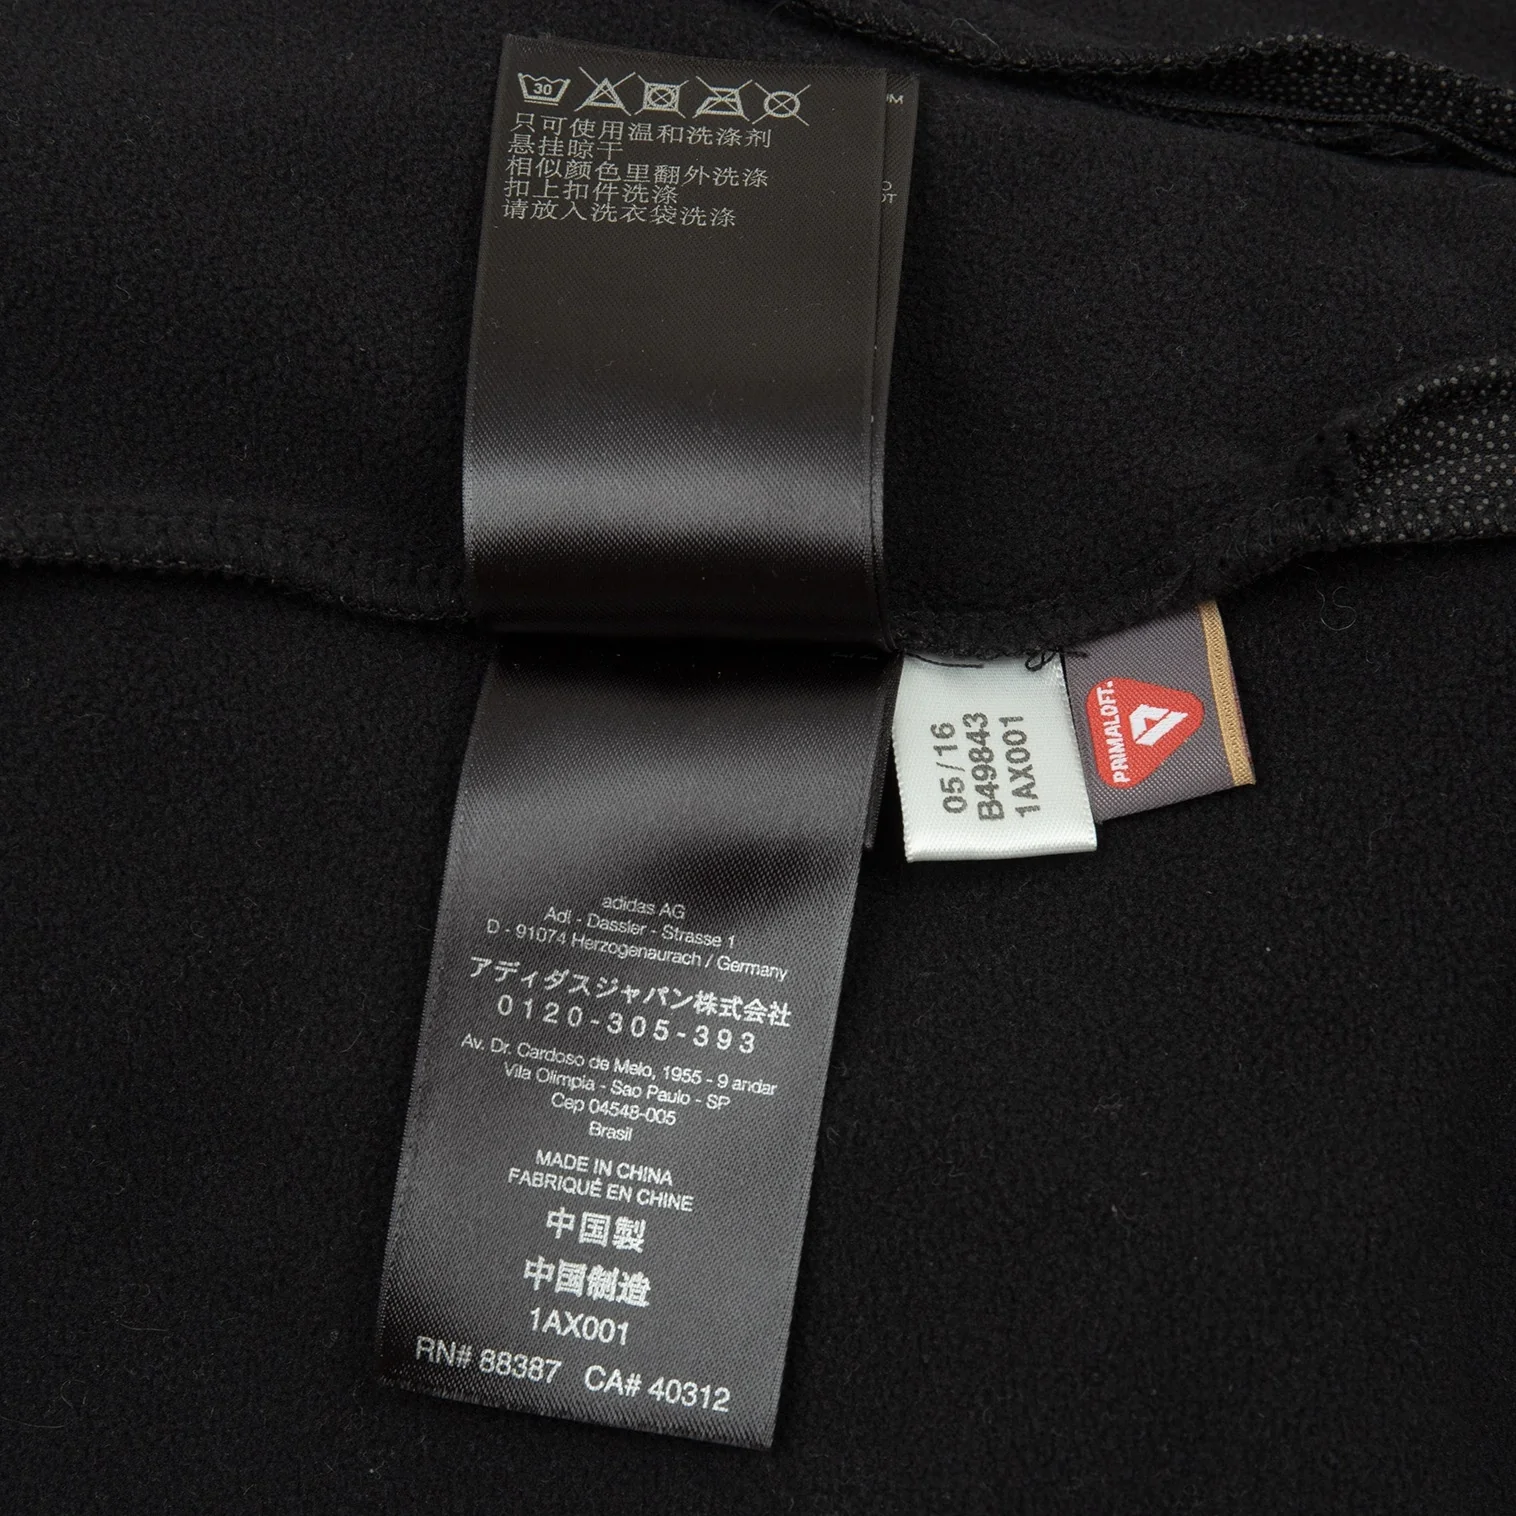 30
只可使用温和洗涤剂
悬挂晾干
相似颜色里翻外洗涤
扣上扣件洗涤
请放入洗衣袋洗涤
05/16
B49843
1AX001
PRIMALOFT.
adidas AG
Adi - Dassler - Strasse 1
D - 91074 Herzogenaurach / Germany
アディダスジャパン株式会社
0120-305-393
Av. Dr. Cardoso de Melo, 1955 - 9 andar
Vila Olimpia - Sao Paulo - SP
Cep 04548-005
Brasil
MADE IN CHINA
FABRIQUÉ EN CHINE
中国製
中国制造
1AX001
RN# 88387 CA# 40312